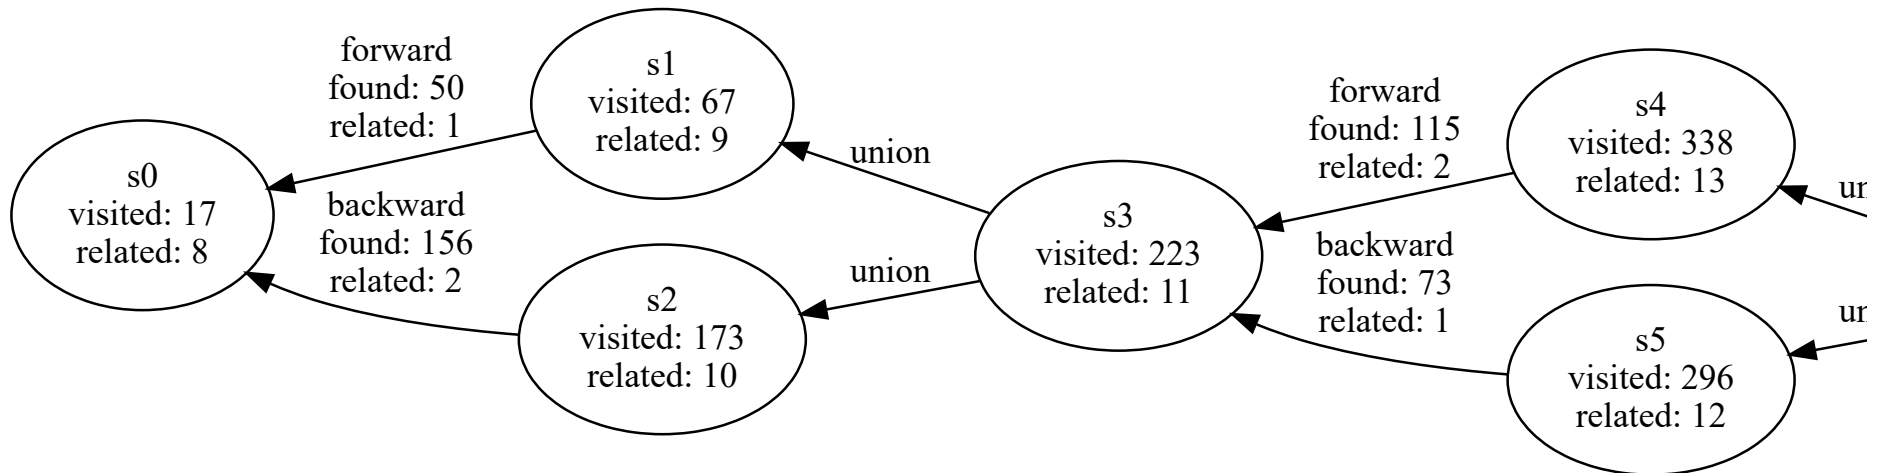 s0
visited: 17
related: 8
forward
found: 50
related: 1
backward
found: 156
related: 2
s1
visited: 67
related: 9
s2
visited: 173
related: 10
union
union
s3
visited: 223
related: 11
forward
found: 115
related: 2
backward
found: 73
related: 1
s4
visited: 338
related: 13
s5
visited: 296
related: 12